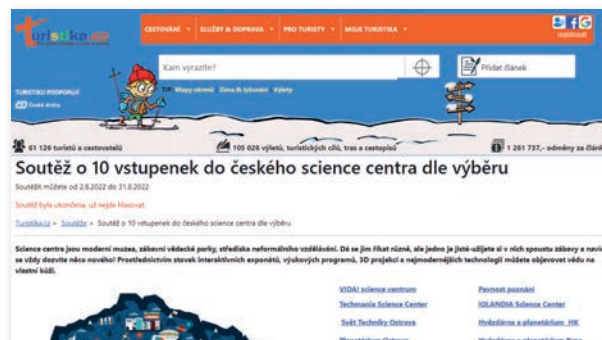 turistika.cz
CESTOVÁNÍ
SLUŽBY & DOPRAVA
PRO TURISTY
MOJE TURISTIKA
registrovat
Kam vyrazíte?
Přidat článek
TURISTIKU PODPORUJE
České dráhy
TIP: Mapy okresů Zima & lyžování Výlety
61 126 turistů a cestovatelů
105 026 výletů, turistických cílů, tras a cestopisů
1 261 737,- odměny za člán
Soutěž o 10 vstupenek do českého science centra dle výběru
Soutěžit můžete od 2.8.2022 do 31.8.2022
Soutěž byla ukončena, už nejde hlasovat.
Turistika.cz » Soutěže » Soutěž o 10 vstupenek do českého science centra dle výběru
Science centra jsou moderní muzea, zábavní vědecké parky, střediska neformálního vzdělávání. Dá se jim říkat různě, ale jedno je jisté-užijete si v nich spoustu zábavy a navíc
se vždy dozvíte něco nového! Prostřednictvím stovek interaktivních exponátů, výukových programů, 3D projekcí a nejmodernějších technologií můžete objevovat vědu na
vlastní kůži.
VIDA! science centrum
Pevnost poznání
Techmania Science Center
iQLANDIA Science Center
Svět Techniky Ostrava
Hvězdárna a planetárium HK
Planetárium Ostrava
Hvězdárna a planetárium Brno